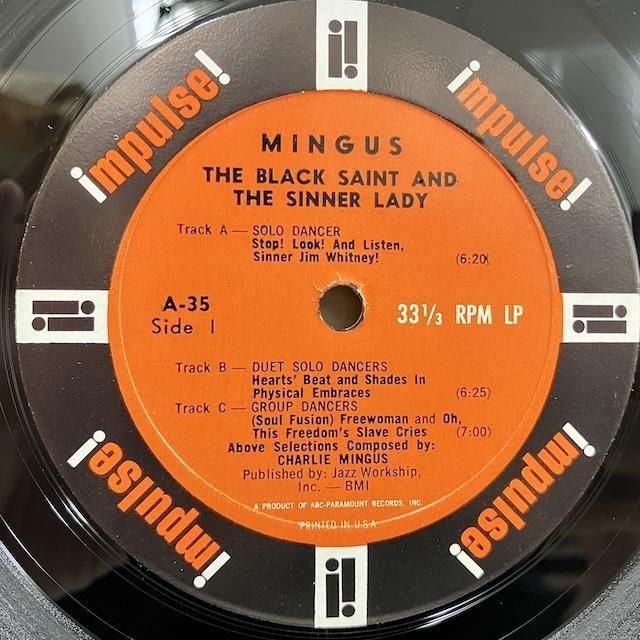 impulse!
impulse!
MINGUS
THE BLACK SAINT AND
THE SINNER LADY
Track A — SOLO DANCER
Stop! Look! And Listen,
Sinner Jim Whitney! (6:20)
A-35
Side 1
33 1/3 RPM LP
Track B — DUET SOLO DANCERS
Hearts' Beat and Shades In
Physical Embraces (6:25)
Track C — GROUP DANCERS
(Soul Fusion) Freewoman and Oh,
This Freedom's Slave Cries (7:00)
Above Selections Composed by:
CHARLIE MINGUS
Published by: Jazz Workship,
Inc. — BMI
A PRODUCT OF ABC-PARAMOUNT RECORDS, INC.
PRINTED IN U.S.A.
impulse!
impulse!